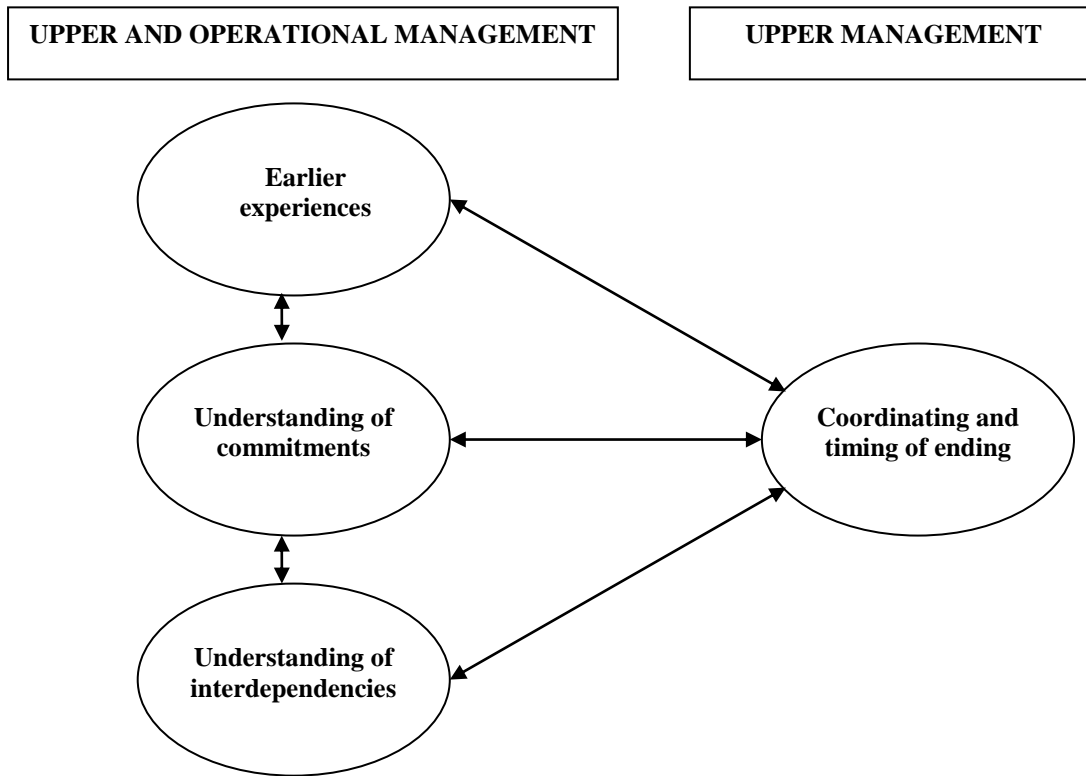 UPPER AND OPERATIONAL MANAGEMENT
UPPER MANAGEMENT
Earlier
experiences
Understanding of
commitments
Coordinating and
timing of ending
Understanding of
interdependencies